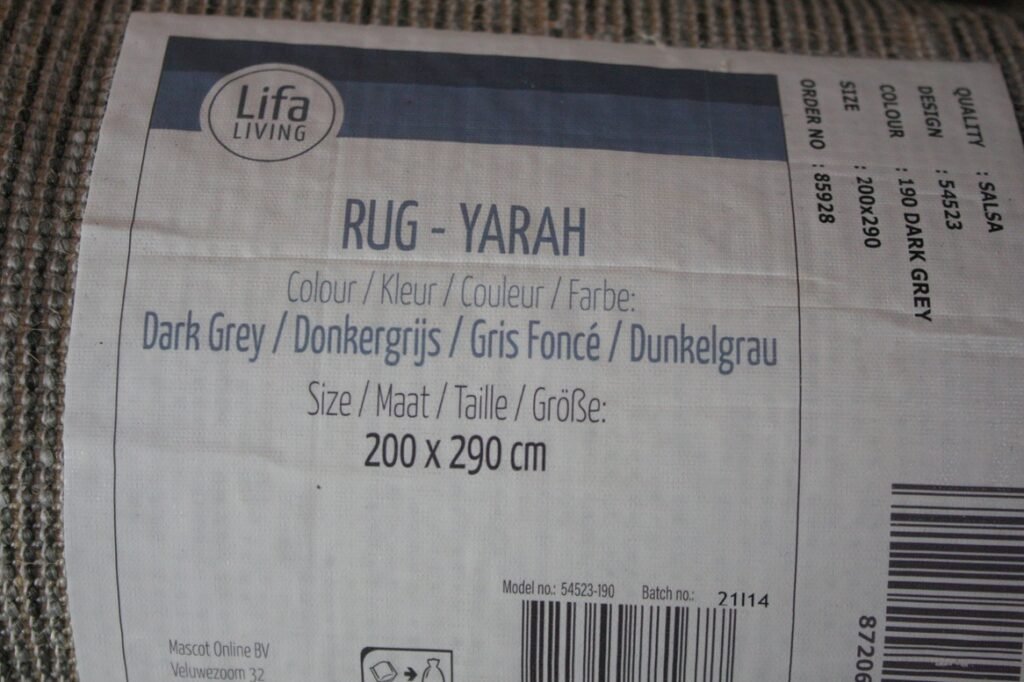 Lifa
LIVING
RUG - YARAH
Colour / Kleur / Couleur / Farbe:
Dark Grey / Donkergrijs / Gris Foncé / Dunkelgrau
Size / Maat / Taille / Größe:
200 x 290 cm
Model no.: 54523-190 Batch no.: 21I14
Mascot Online BV
Veluwezoom 32
QUALITY : SALSA
DESIGN : 54523
COLOUR : 190 DARK GREY
SIZE : 200x290
ORDER NO : 85928
87206